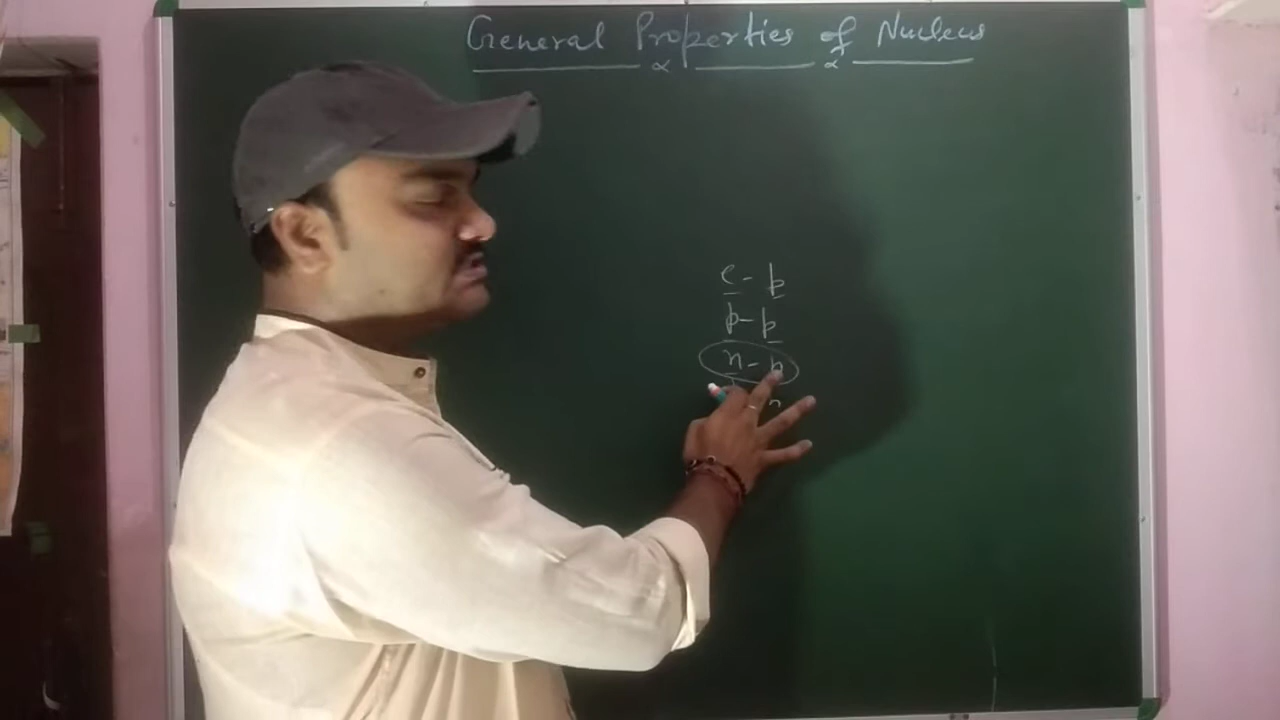 General Properties of Nucleus
e - p
p - p
n - n
n